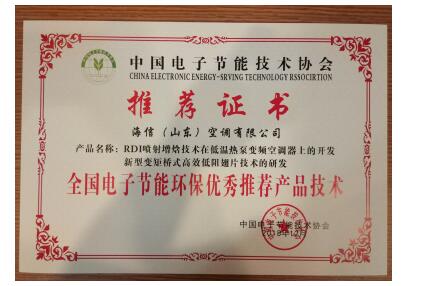 中国电子节能技术协会
CHINA ELECTRONIC ENERGY-SRVING TECHNOLOGY RSSOCIRTION
推荐证书
海信（山东）空调有限公司
产品名称：RDI喷射增焓技术在低温热泵变频空调器上的开发
新型变矩桥式高效低阻翅片技术的研发
全国电子节能环保优秀推荐产品技术
中国电子节能技术协会